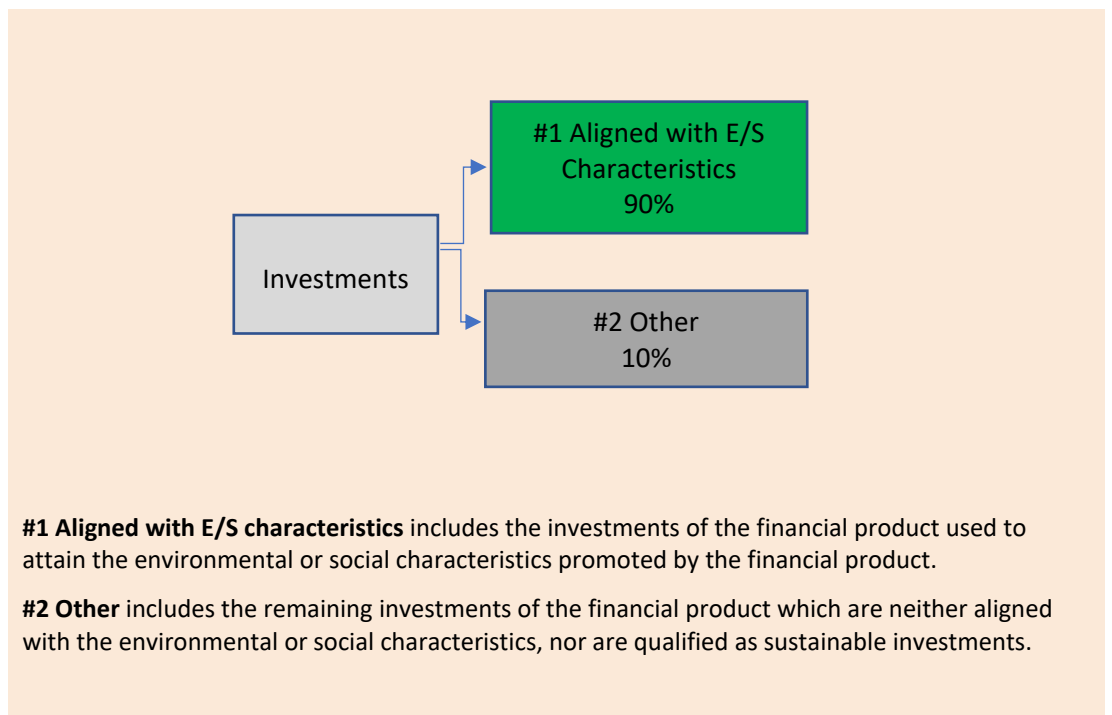 #1 Aligned with E/S
Characteristics
90%
Investments
#2 Other
10%
#1 Aligned with E/S characteristics includes the investments of the financial product used to
attain the environmental or social characteristics promoted by the financial product.
#2 Other includes the remaining investments of the financial product which are neither aligned
with the environmental or social characteristics, nor are qualified as sustainable investments.